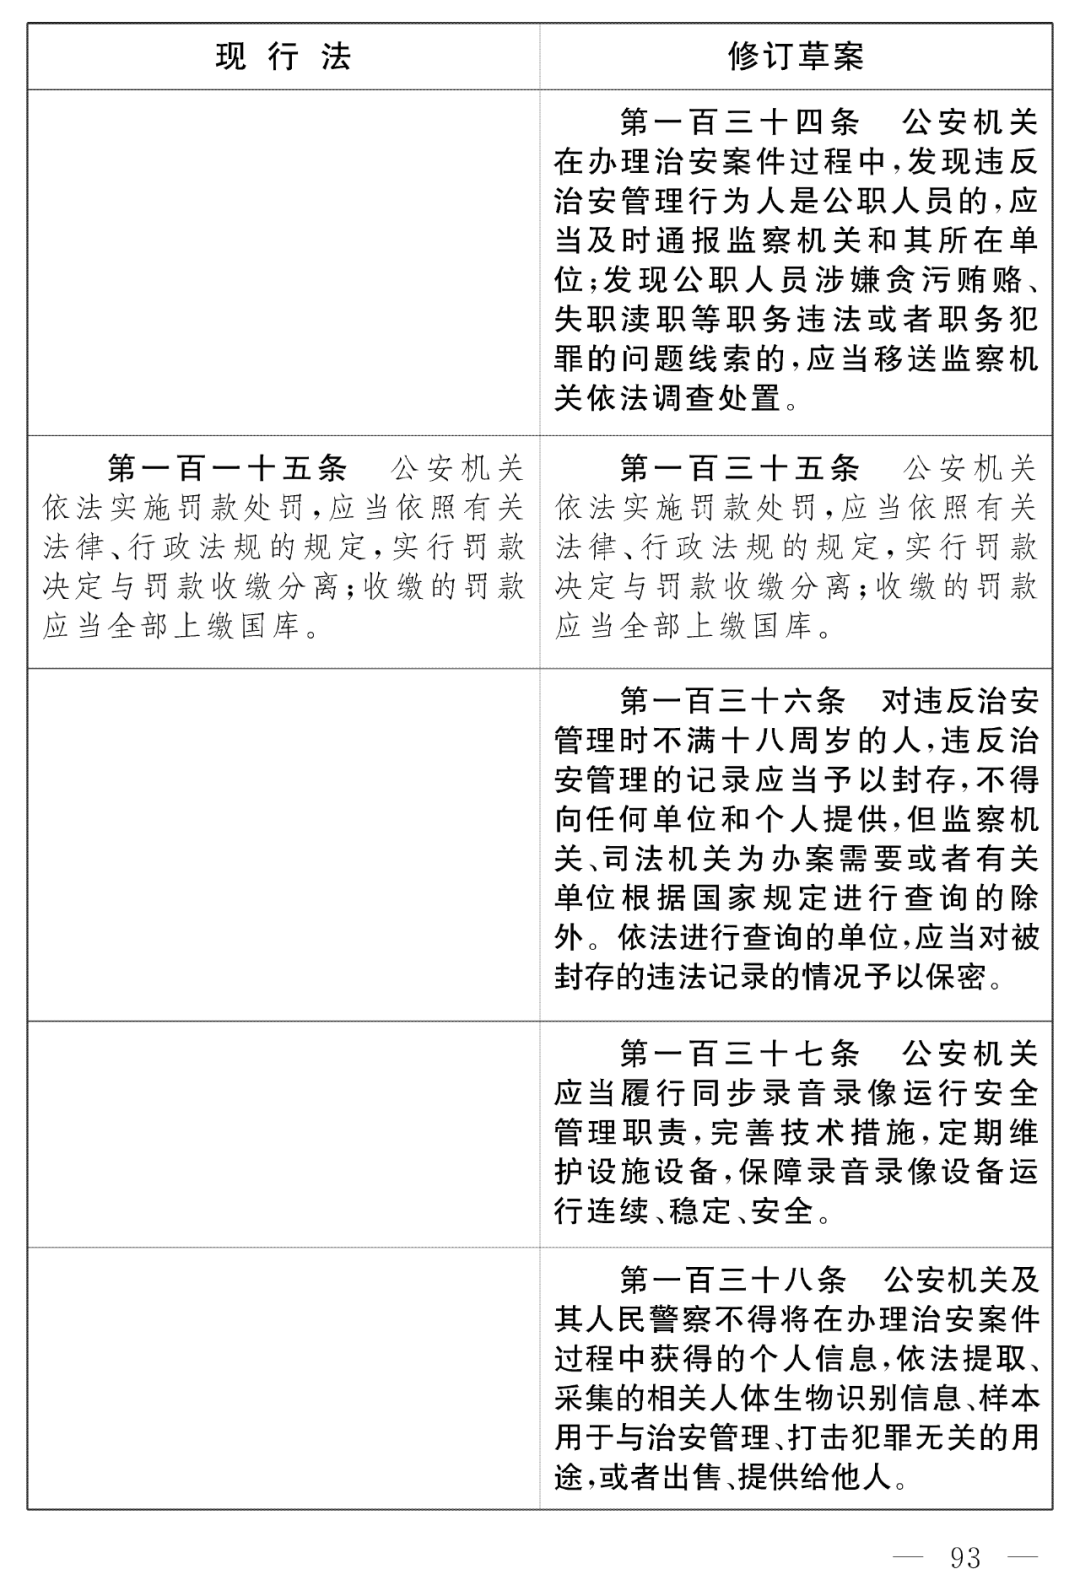 现行法
修订草案
第一百三十四条 公安机关
在办理治安案件过程中,发现违反
治安管理行为人是公职人员的,应
当及时通报监察机关和其所在单
位;发现公职人员涉嫌贪污贿赂、
失职渎职等职务违法或者职务犯
罪的问题线索的,应当移送监察机
关依法调查处置。
第一百一十五条 公安机关
依法实施罚款处罚,应当依照有关
法律、行政法规的规定,实行罚款
决定与罚款收缴分离;收缴的罚款
应当全部上缴国库。
第一百三十五条 公安机关
依法实施罚款处罚,应当依照有关
法律、行政法规的规定,实行罚款
决定与罚款收缴分离;收缴的罚款
应当全部上缴国库。
第一百三十六条 对违反治安
管理时不满十八周岁的人,违反治
安管理的记录应当予以封存,不得
向任何单位和个人提供,但监察机
关、司法机关为办案需要或者有关
单位根据国家规定进行查询的除
外。依法进行查询的单位,应当对被
封存的违法记录的情况予以保密。
第一百三十七条 公安机关
应当履行同步录音录像运行安全
管理职责,完善技术措施,定期维
护设施设备,保障录音录像设备运
行连续、稳定、安全。
第一百三十八条 公安机关及
其人民警察不得将在办理治安案件
过程中获得的个人信息,依法提取、
采集的相关人体生物识别信息、样本
用于与治安管理、打击犯罪无关的用
途,或者出售、提供给他人。
— 93 —